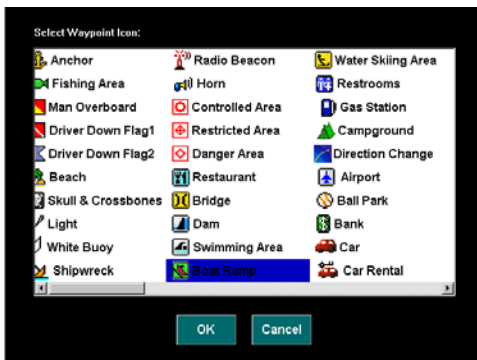 Select Waypoint Icon:
Anchor Radio Beacon Water Skiing Area
Fishing Area Horn Restrooms
Man Overboard Controlled Area Gas Station
Driver Down Flag1 Restricted Area Campground
Driver Down Flag2 Danger Area Direction Change
Beach Restaurant Airport
Skull & Crossbones Bridge Ball Park
Light Dam Bank
White Buoy Swimming Area Car
Shipwreck Boat Ramp Car Rental
OK Cancel